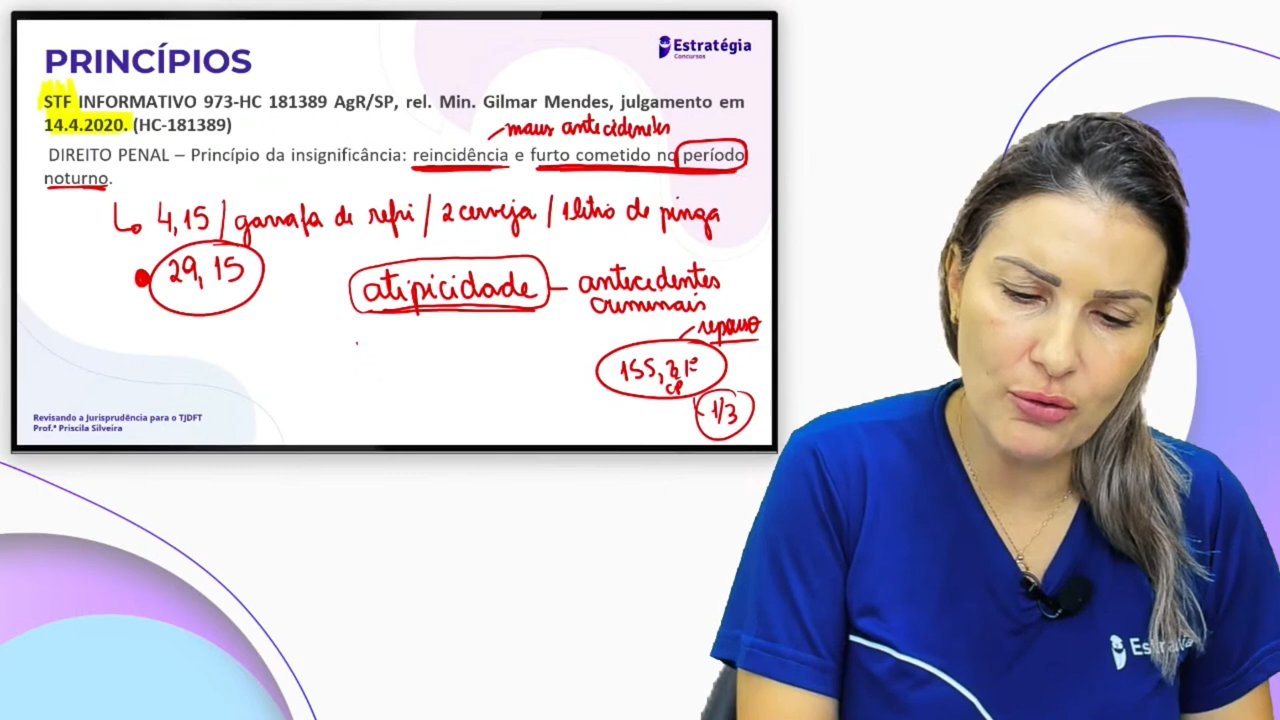 PRINCÍPIOS
Estratégia
Concursos
STF INFORMATIVO 973-HC 181389 AgR/SP, rel. Min. Gilmar Mendes, julgamento em
14.4.2020. (HC-181389)
maus antecedentes
DIREITO PENAL – Princípio da insignificância: reincidência e furto cometido no período
noturno.
4,15 / garrafa de refri / 2 cerveja / 1 litro de pinga
29,15
atipicidade — antecedentes
criminais
repouso
155, § 1º
CP
1/3
Revisando a Jurisprudência para o TJDFT
Prof.ª Priscila Silveira